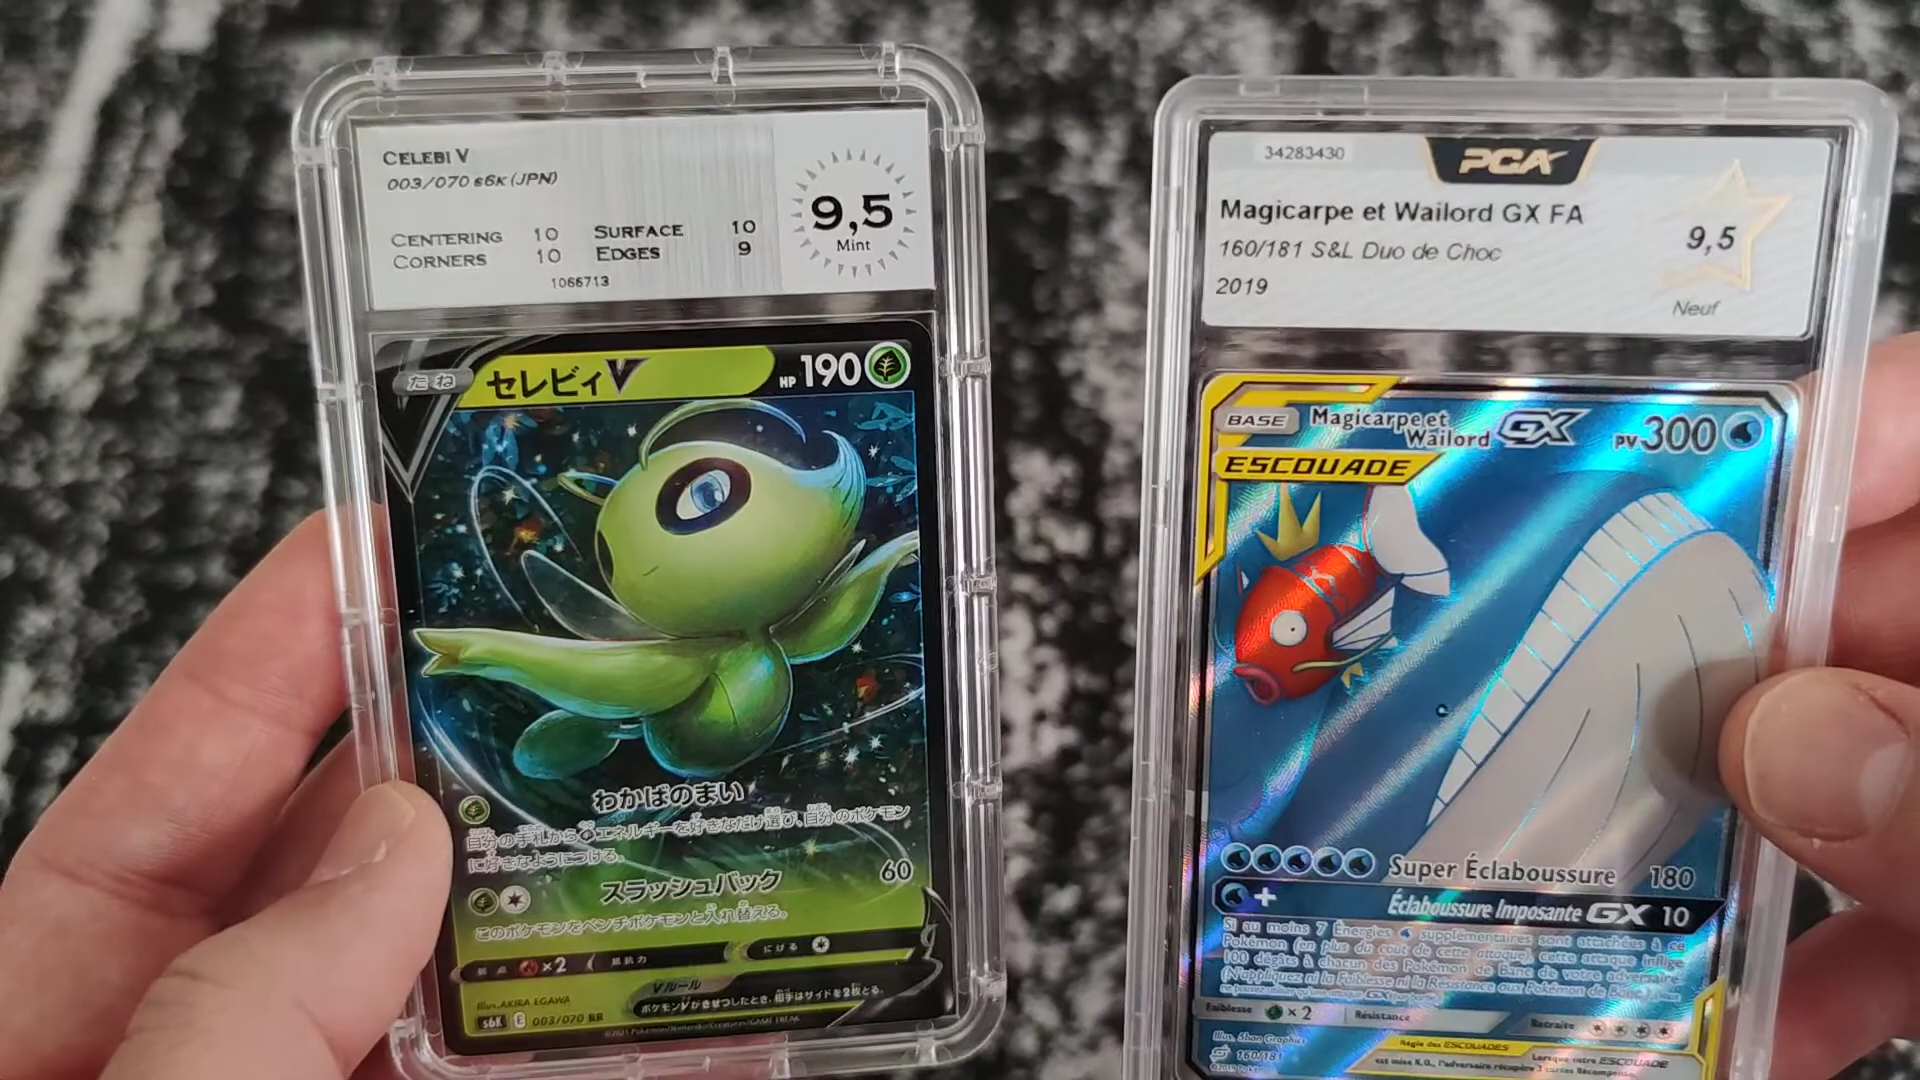 CELEBI V
003/070 s6K (JPN)
CENTERING 10 SURFACE 10
CORNERS 10 EDGES 9
1066713
9,5
Mint
たね
セレビィV
HP 190
わかばのまい
自分の手札から エネルギーを好きなだけ選び、自分のポケモン
に好きなようにつける。
スラッシュバック 60
このポケモンをベンチポケモンと入れ替える。
弱点 ×2 抵抗力
にげる
Vルール
ポケモンVがきぜつしたとき、相手はサイドを2枚とる。
Illus. AKIRA EGAWA
s6K E 003/070 RR
©2021 Pokémon/Nintendo/Creatures/GAME FREAK
34283430
PCA
Magicarpe et Wailord GX FA
160/181 S&L Duo de Choc
2019
9,5
Neuf
BASE
Magicarpe et
Wailord GX
PV 300
ESCOUADE
Super Éclaboussure 180
+ Éclaboussure Imposante GX 10
Si au moins 7 Énergies supplémentaires sont attachées à ce
Pokémon (en plus du coût de cette attaque), cette attaque inflige
100 dégâts à chacun des Pokémon de Banc de votre adversaire.
(N'appliquez ni la Faiblesse ni la Résistance aux Pokémon de Banc.)
Faiblesse × 2 Résistance
Retraite
Illus. Shan Graphics
160/181
Règle des ESCOUADES
Lorsque votre ESCOUADE
est mise K.O., l'adversaire récupère 3 cartes Récompense.